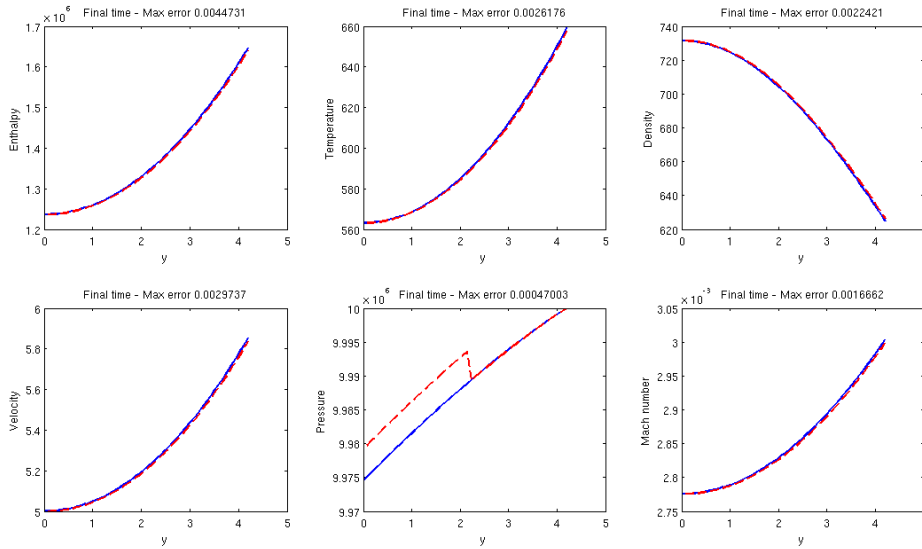 Final time - Max error 0.0044731
× 10^6
1.7
1.6
1.5
1.4
1.3
1.2
Enthalpy
0 1 2 3 4 5
y
Final time - Max error 0.0026176
660
640
620
600
580
560
Temperature
0 1 2 3 4 5
y
Final time - Max error 0.0022421
740
720
700
680
660
640
620
Density
0 1 2 3 4
y
Final time - Max error 0.0029737
6
5.8
5.6
5.4
5.2
5
Velocity
0 1 2 3 4 5
y
Final time - Max error 0.00047003
× 10^6
10
9.995
9.99
9.985
9.98
9.975
9.97
Pressure
0 1 2 3 4 5
y
Final time - Max error 0.0016662
× 10^-3
3.05
3
2.95
2.9
2.85
2.8
2.75
Mach number
0 1 2 3 4
y